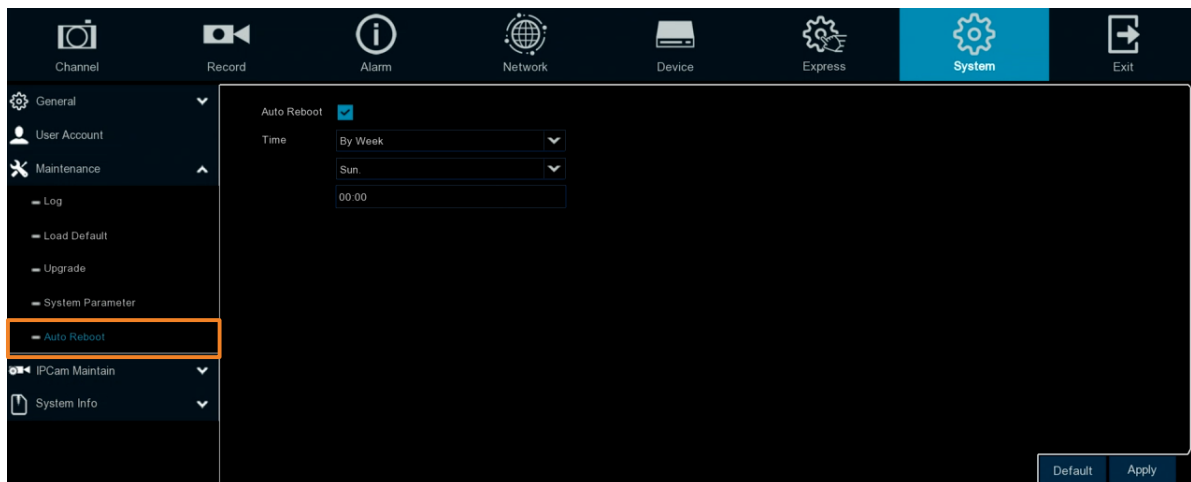 Channel
Record
Alarm
Network
Device
Express
System
Exit
General
User Account
Maintenance
Log
Load Default
Upgrade
System Parameter
Auto Reboot
IPCam Maintain
System Info
Auto Reboot
Time
By Week
Sun.
00:00
Default
Apply